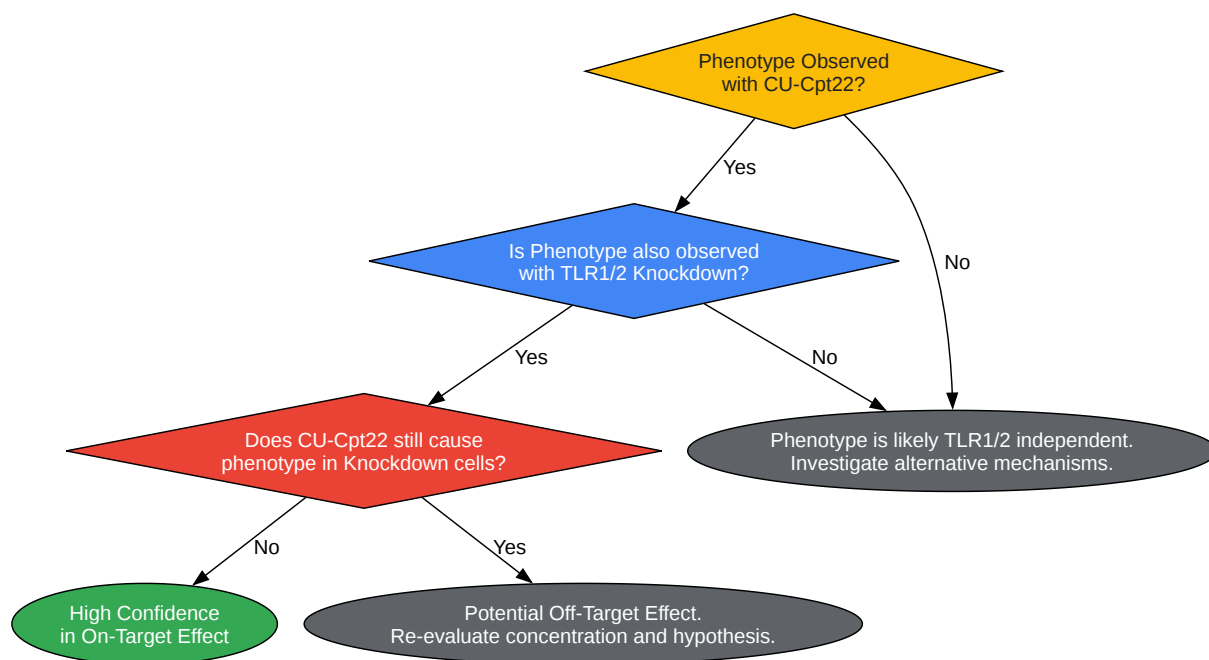 Phenotype Observed
with CU-Cpt22?
Yes
No
Is Phenotype also observed
with TLR1/2 Knockdown?
Yes
No
Does CU-Cpt22 still cause
phenotype in Knockdown cells?
Phenotype is likely TLR1/2 independent.
Investigate alternative mechanisms.
No
Yes
High Confidence
in On-Target Effect
Potential Off-Target Effect.
Re-evaluate concentration and hypothesis.